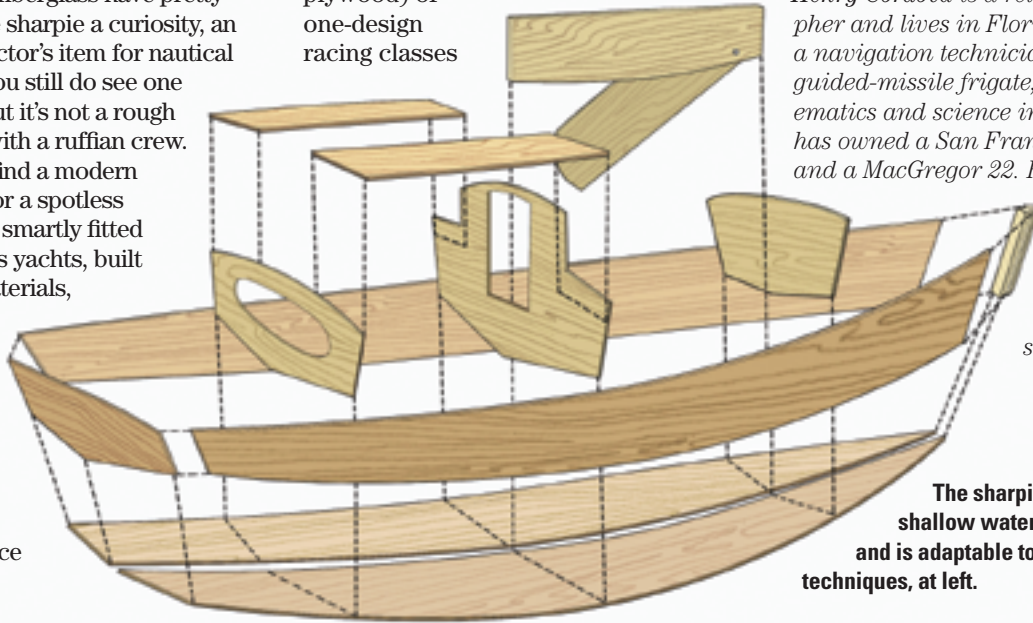 berglass have pretty
sharpie a curiosity, an
ctor's item for nautical
ou still do see one
ut it's not a rough
with a ruffian crew.
ind a modern
or a spotless
smartly fitted
s yachts, built
terials,
ce
plywood) or
one-design
racing classes
pher and lives in Flor
a navigation technicia
guided-missile frigate,
ematics and science in
has owned a San Fran
and a MacGregor 22. H
s
The sharpi
shallow water
and is adaptable to
techniques, at left.